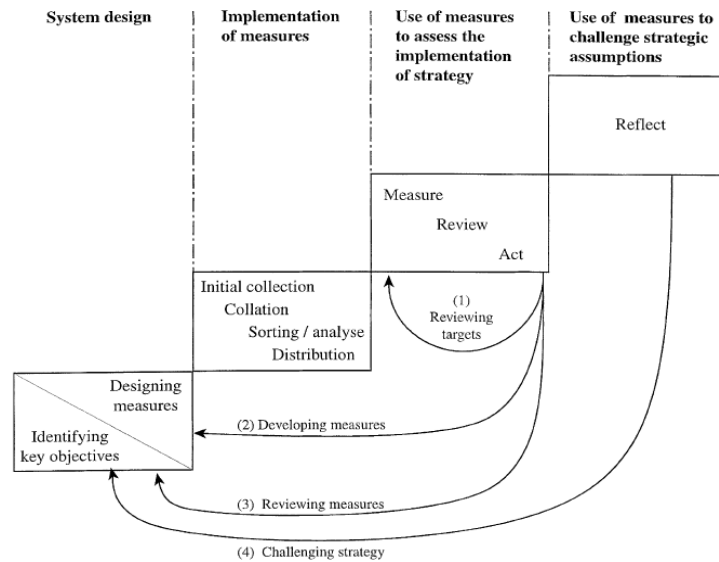 System design
Implementation
of measures
Use of measures
to assess the
implementation
of strategy
Use of measures to
challenge strategic
assumptions
Reflect
Measure
Review
Act
Initial collection
Collation
Sorting / analyse
Distribution
(1)
Reviewing
targets
Designing
measures
Identifying
key objectives
(2) Developing measures
(3) Reviewing measures
(4) Challenging strategy